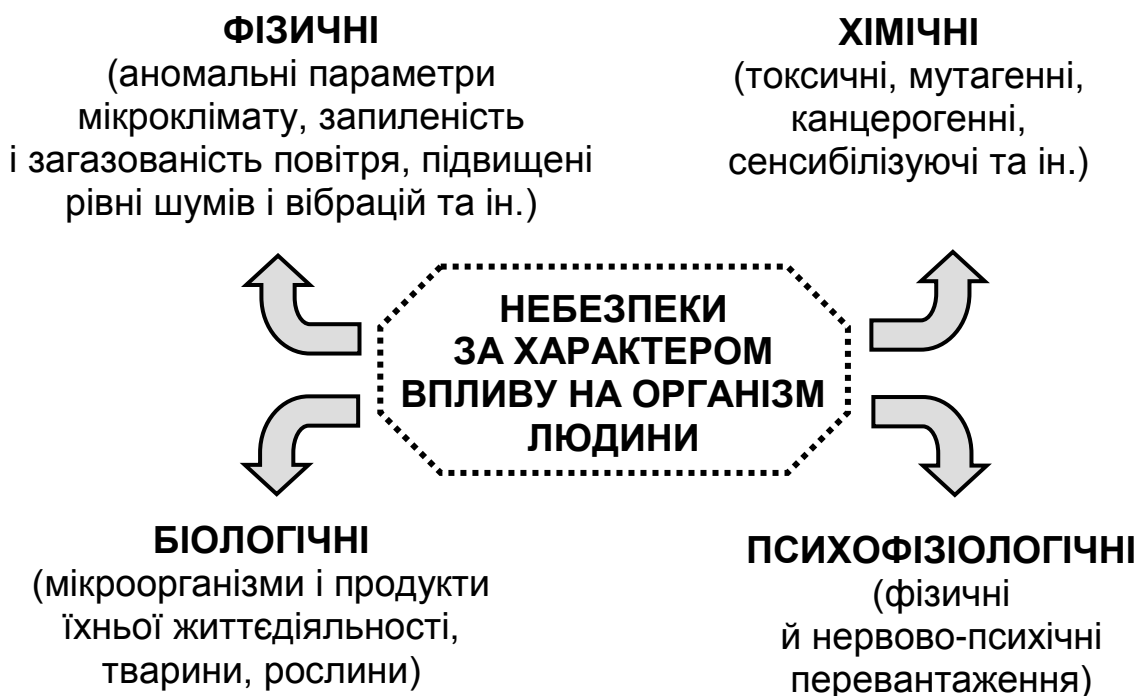 ФІЗИЧНІ
(аномальні параметри
мікроклімату, запиленість
і загазованість повітря, підвищені
рівні шумів і вібрацій та ін.)
ХІМІЧНІ
(токсичні, мутагенні,
канцерогенні,
сенсибілізуючі та ін.)
НЕБЕЗПЕКИ
ЗА ХАРАКТЕРОМ
ВПЛИВУ НА ОРГАНІЗМ
ЛЮДИНИ
БІОЛОГІЧНІ
(мікроорганізми і продукти
їхньої життєдіяльності,
тварини, рослини)
ПСИХОФІЗІОЛОГІЧНІ
(фізичні
й нервово-психічні
перевантаження)